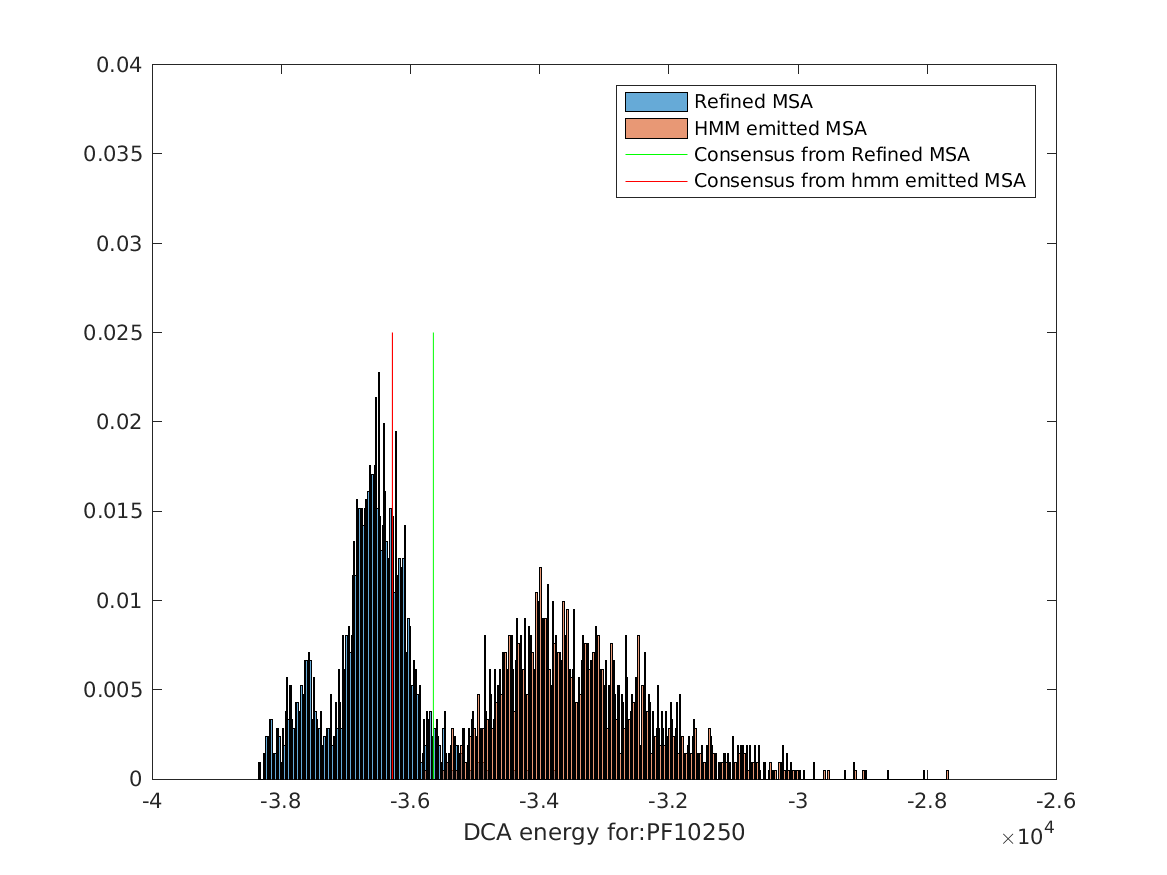 0.04
0.035
0.03
0.025
0.02
0.015
0.01
0.005
0
Refined MSA
HMM emitted MSA
Consensus from Refined MSA
Consensus from hmm emitted MSA
-4 -3.8 -3.6 -3.4 -3.2 -3 -2.8 -2.6
DCA energy for:PF10250
×10⁴